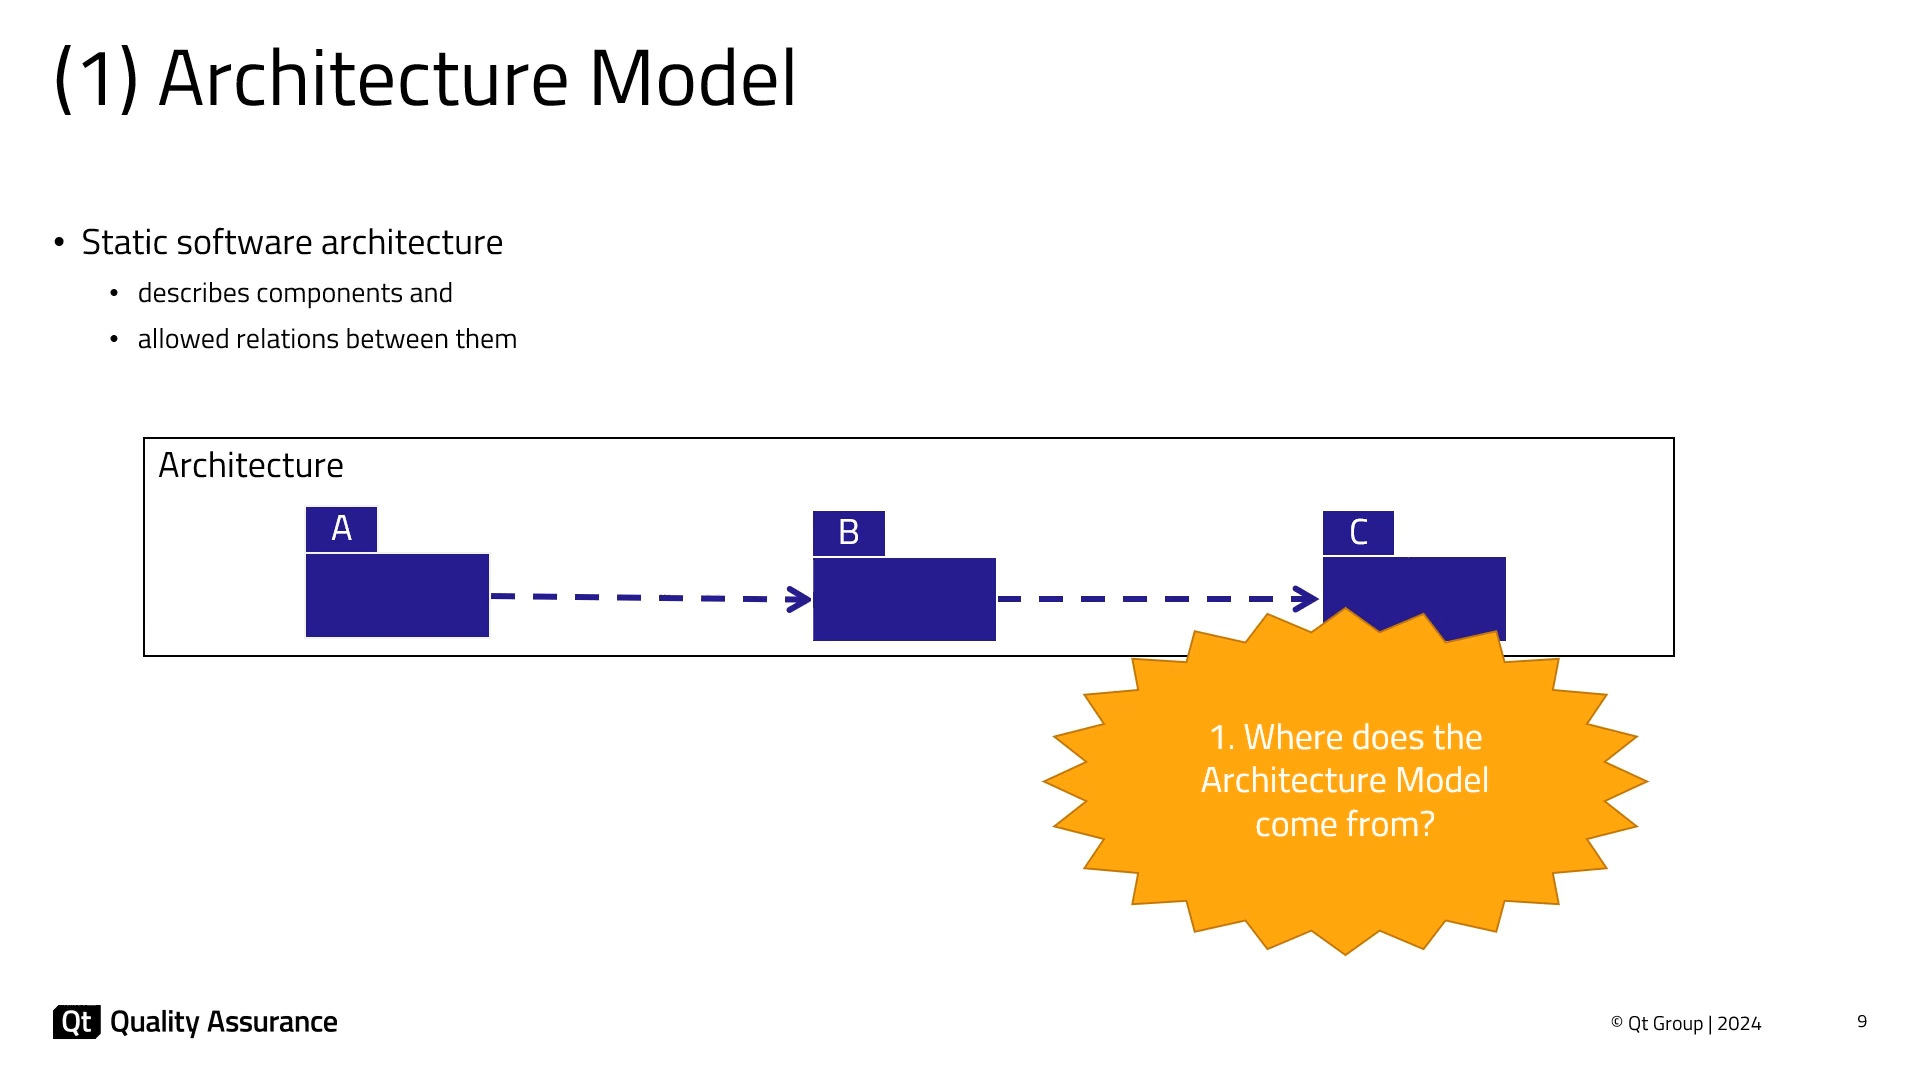 (1) Architecture Model
• Static software architecture
• describes components and
• allowed relations between them
Architecture
A
B
C
1. Where does the
Architecture Model
come from?
Qt Quality Assurance
© Qt Group | 2024
9